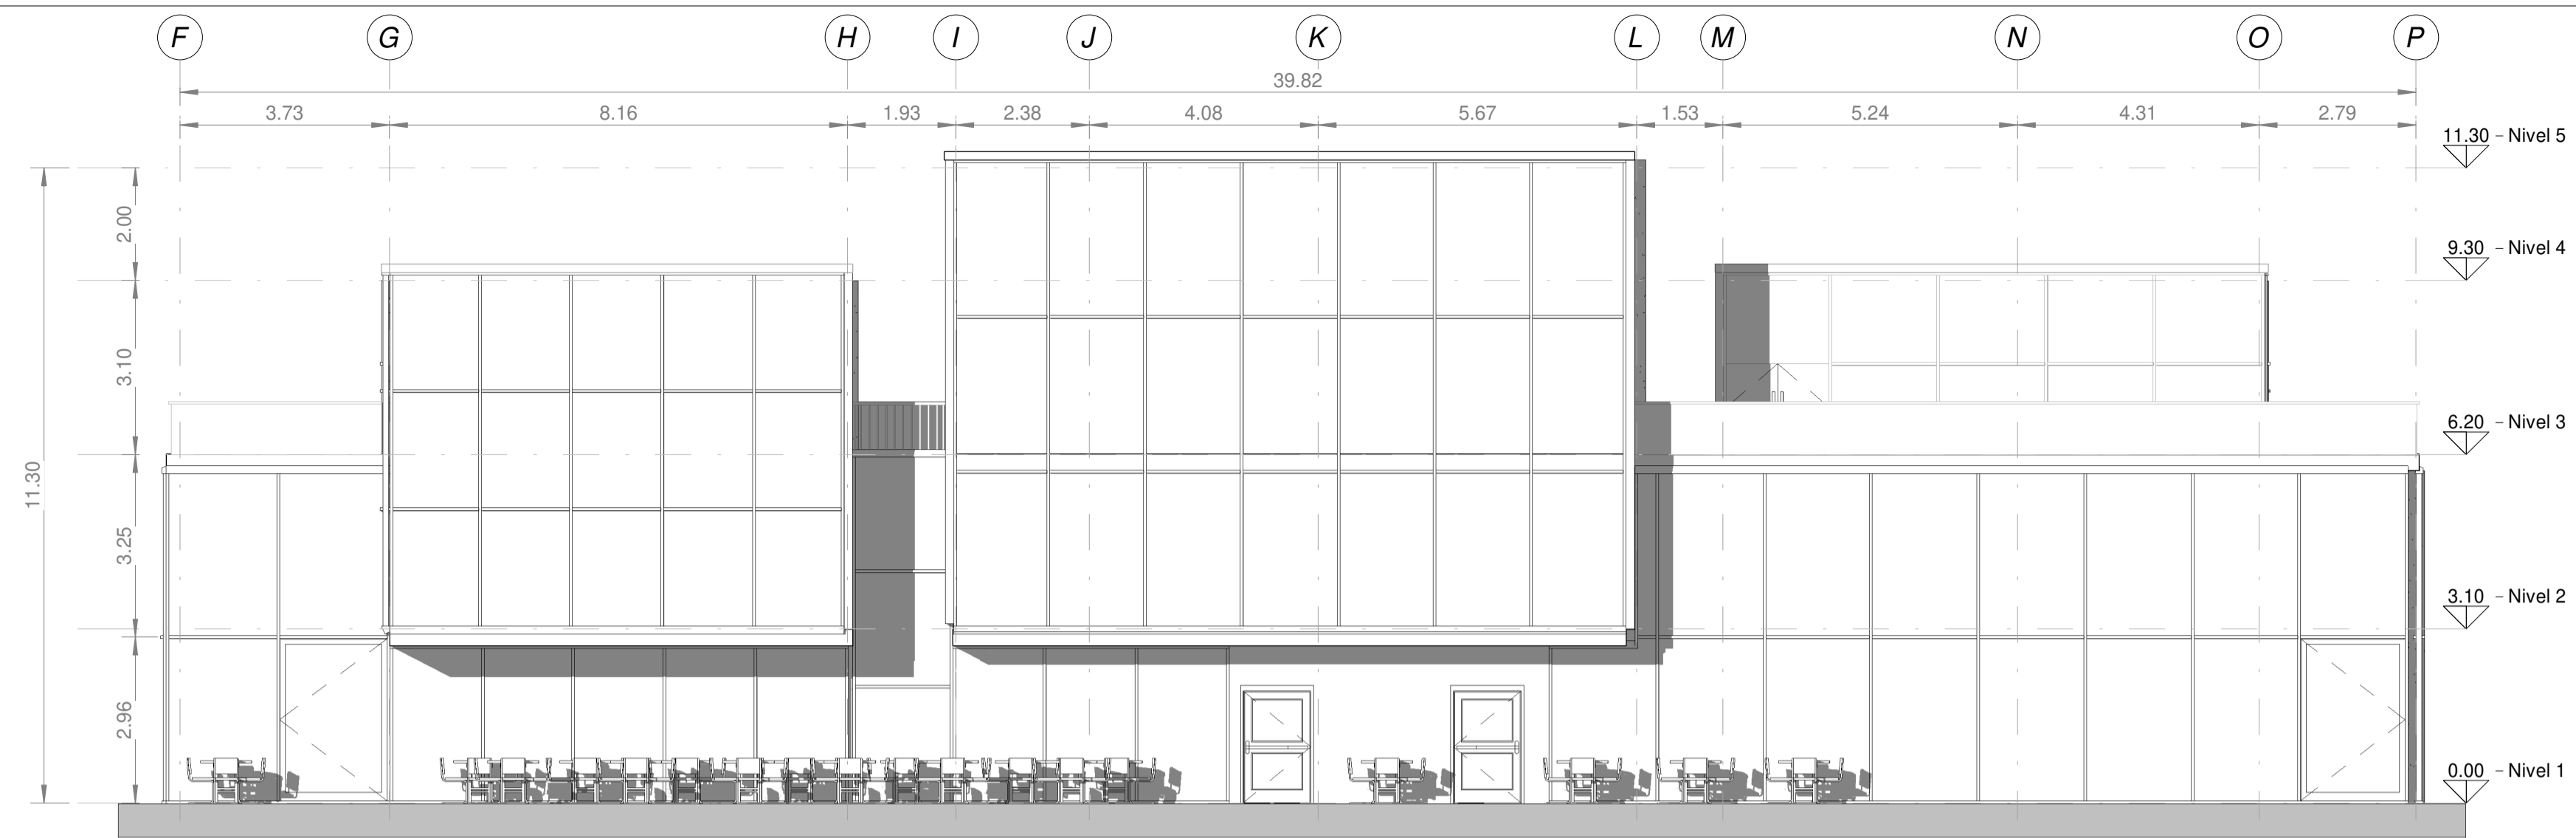 F G H I J K L M N O P
39.82
3.73 8.16 1.93 2.38 4.08 5.67 1.53 5.24 4.31 2.79
11.30 – Nivel 5
2.00
9.30 – Nivel 4
3.10
6.20 – Nivel 3
11.30
3.25
3.10 – Nivel 2
2.96
0.00 – Nivel 1